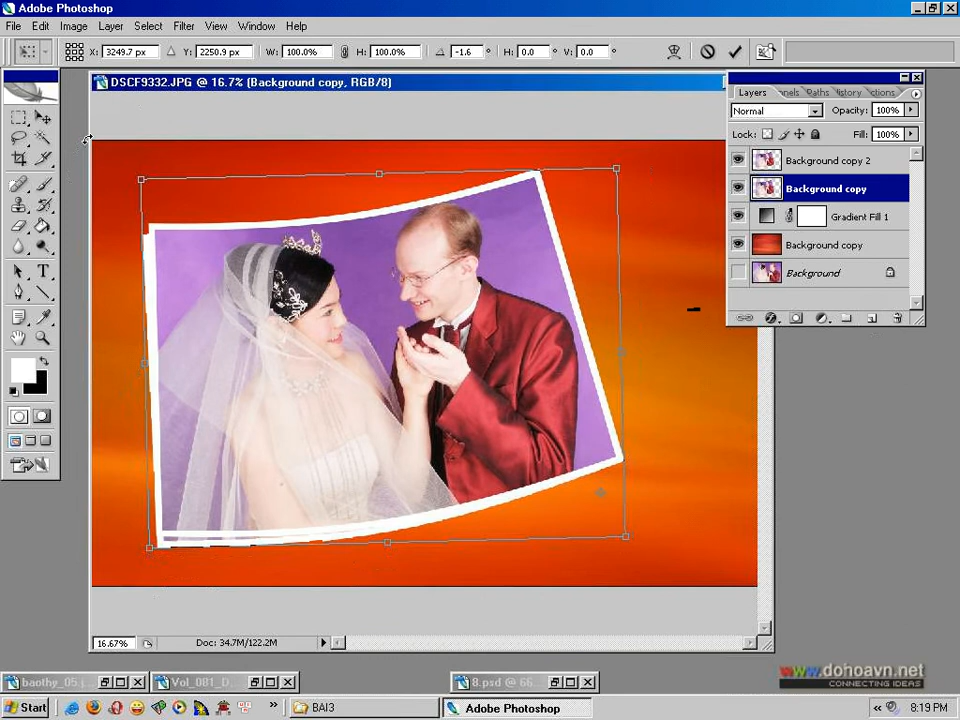 Adobe Photoshop
File Edit Image Layer Select Filter View Window Help
X: 3249.7 px Y: 2250.9 px W: 100.0% H: 100.0% -1.6 ° H: 0.0 ° V: 0.0 °
DSCF9332.JPG @ 16.7% (Background copy, RGB/8)
Layers nnels Paths History ctions
Normal Opacity: 100%
Lock: Fill: 100%
Background copy 2
Background copy
Gradient Fill 1
Background copy
Background
T
16.67% Doc: 34.7M/122.2M
baothy_05 Vol_081_D 8.psd @ 66
www.dohoavn.net
CONNECTING IDEAS
Start » BAI3 Adobe Photoshop « 8:19 PM